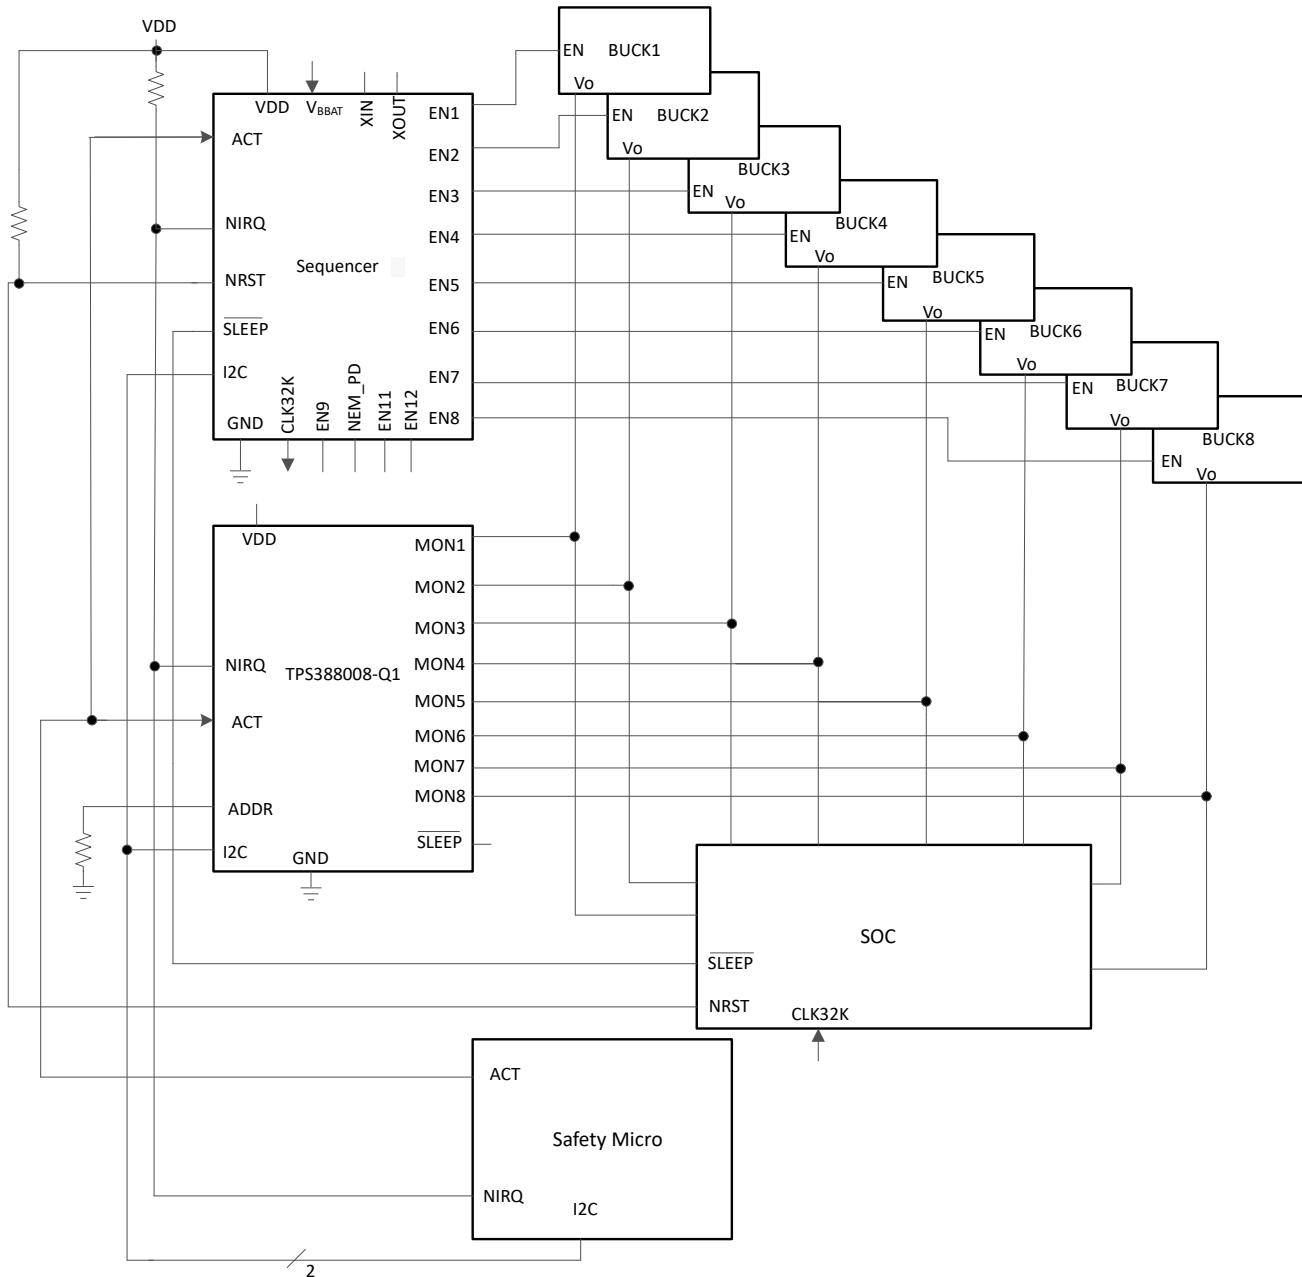 VDD
EN BUCK1
Vo
VDD
VBBAT
XIN
XOUT
EN1
EN BUCK2
Vo
ACT
EN2
BUCK3
EN
Vo
EN3
NIRQ
EN4
EN
BUCK4
Vo
Sequencer
NRST
EN5
EN
BUCK5
Vo
SLEEP
EN6
EN
BUCK6
Vo
I2C
EN7
EN
BUCK7
Vo
GND
CLK32K
EN9
NEM_PD
EN11
EN12
EN8
BUCK8
EN
Vo
VDD
MON1
MON2
MON3
NIRQ
TPS388008-Q1
MON4
MON5
ACT
MON6
MON7
MON8
ADDR
SLEEP
I2C
GND
SOC
SLEEP
NRST
CLK32K
ACT
Safety Micro
NIRQ
I2C
2